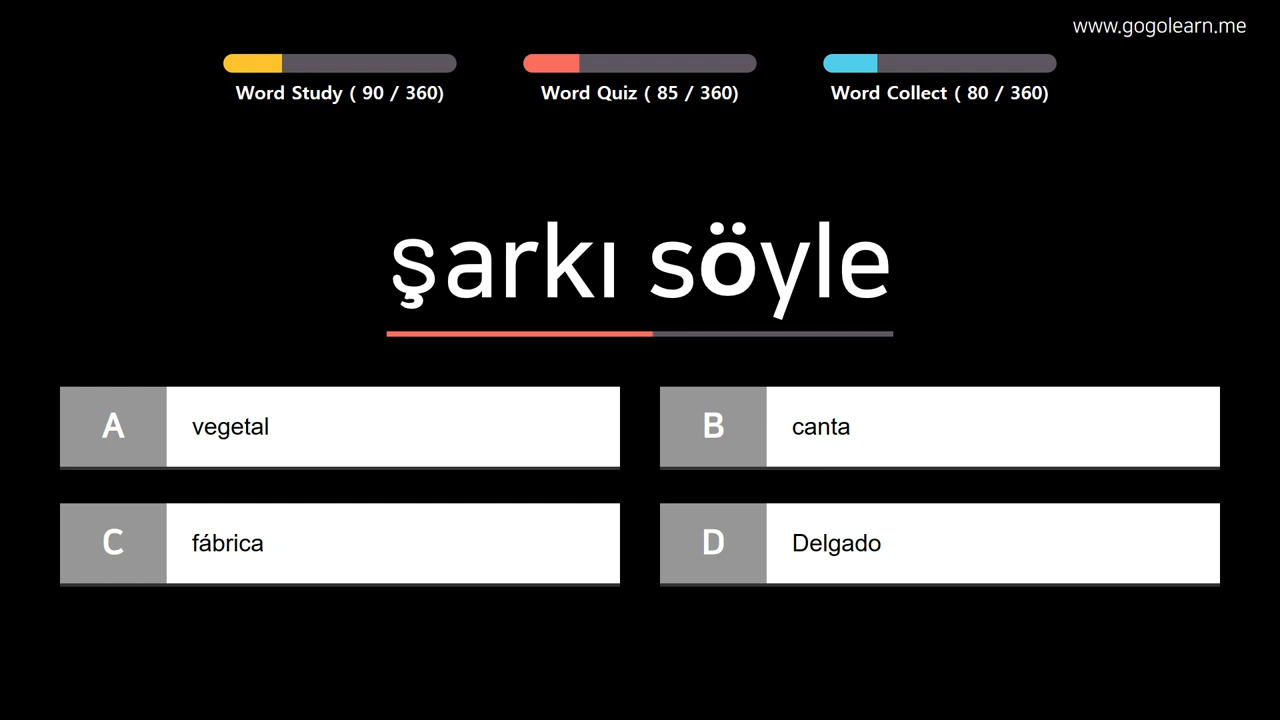 www.gogolearn.me
Word Study ( 90 / 360)
Word Quiz ( 85 / 360)
Word Collect ( 80 / 360)
şarkı söyle
A vegetal
B canta
C fábrica
D Delgado